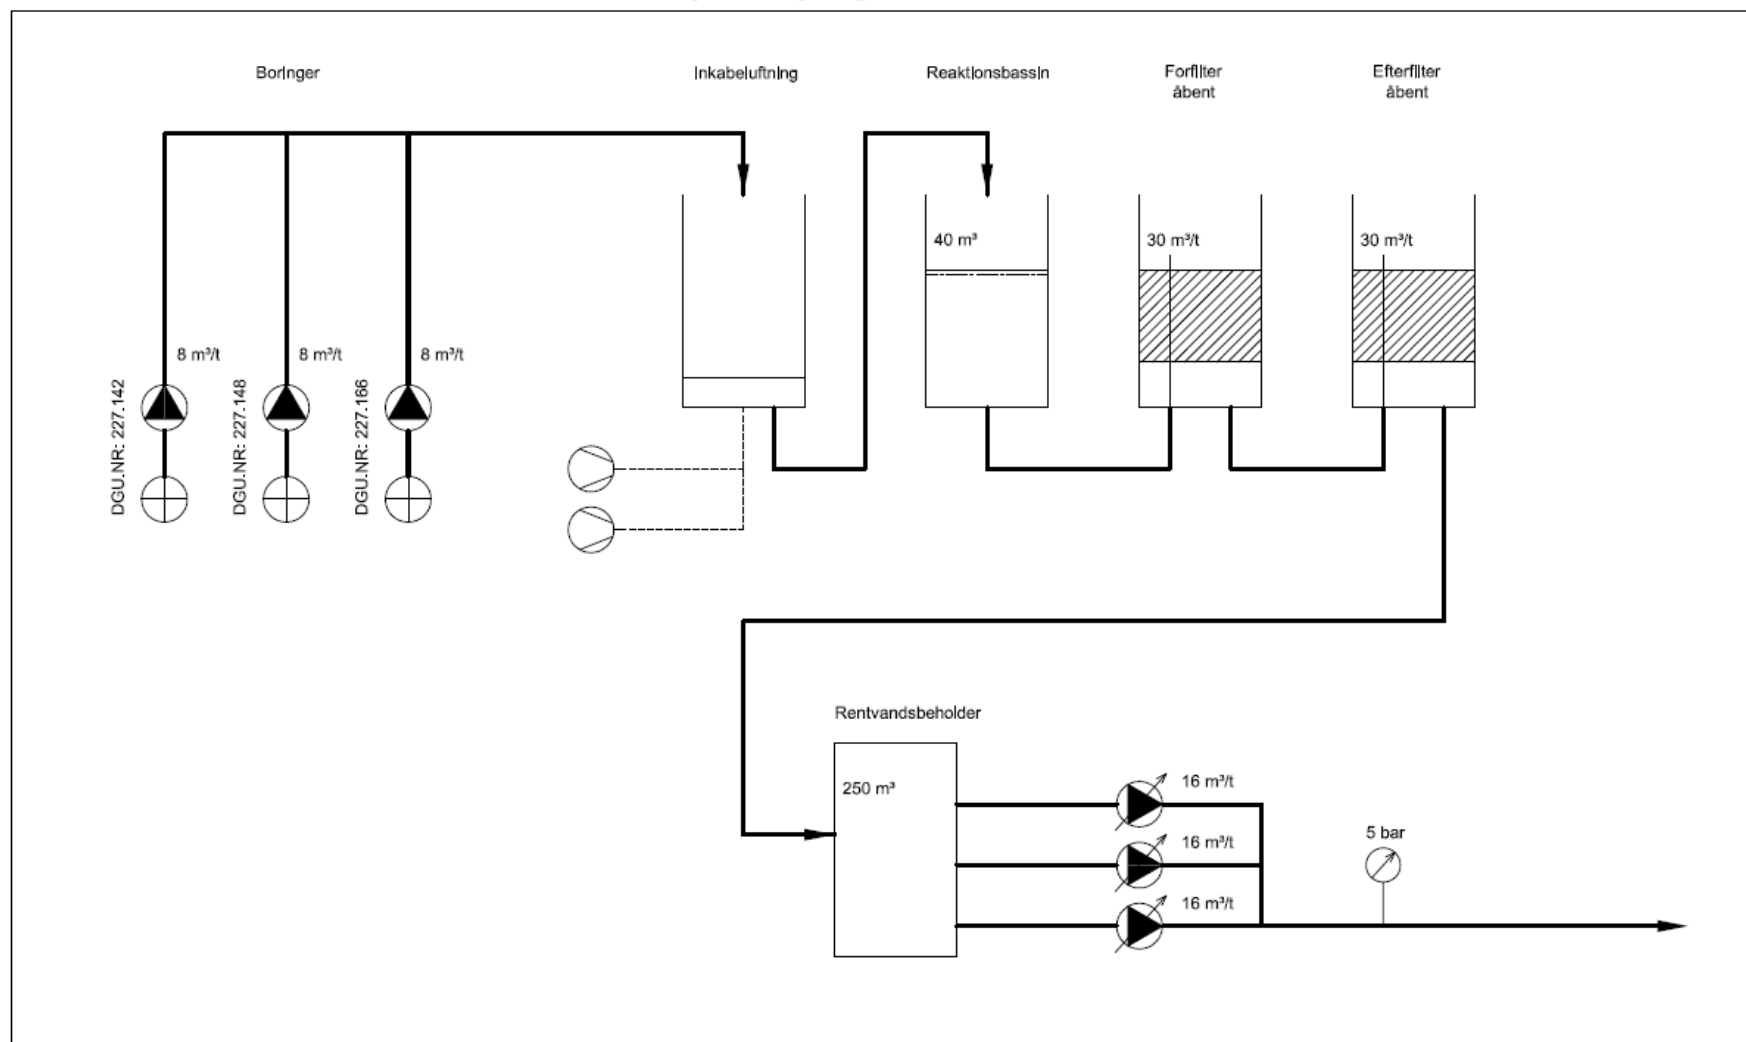 Boringer
Inkabeluftning
Reaktionsbassin
Forfilter
åbent
Efterfilter
åbent
40 m³
30 m³/t
30 m³/t
8 m³/t
8 m³/t
8 m³/t
DGU.NR: 227.142
DGU.NR: 227.148
DGU.NR: 227.166
Rentvandsbeholder
250 m³
16 m³/t
16 m³/t
16 m³/t
5 bar